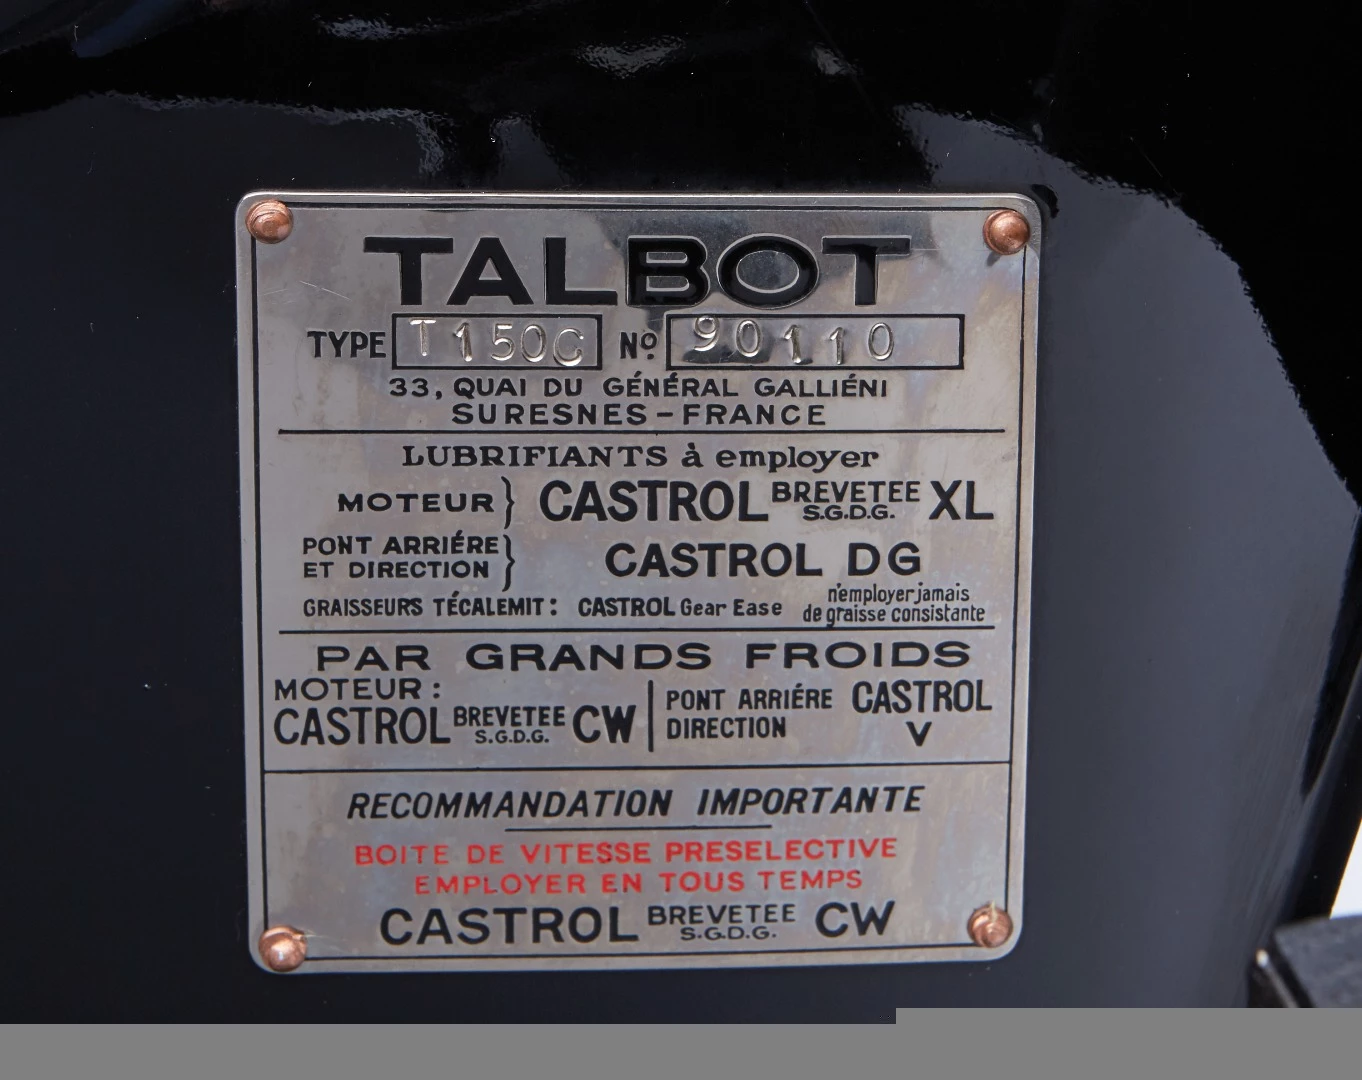 TALBOT
TYPE T150C Nº 90110
33, QUAI DU GÉNÉRAL GALLIÉNI
SURESNES - FRANCE
LUBRIFIANTS à employer
MOTEUR } CASTROL BREVETEE S.G.D.G. XL
PONT ARRIÉRE
ET DIRECTION } CASTROL DG
GRAISSEURS TÉCALEMIT : CASTROL Gear Ease n'employer jamais
de graisse consistante
PAR GRANDS FROIDS
MOTEUR :
CASTROL BREVETEE S.G.D.G. CW
PONT ARRIÉRE CASTROL
DIRECTION V
RECOMMANDATION IMPORTANTE
BOITE DE VITESSE PRESELECTIVE
EMPLOYER EN TOUS TEMPS
CASTROL BREVETEE S.G.D.G. CW